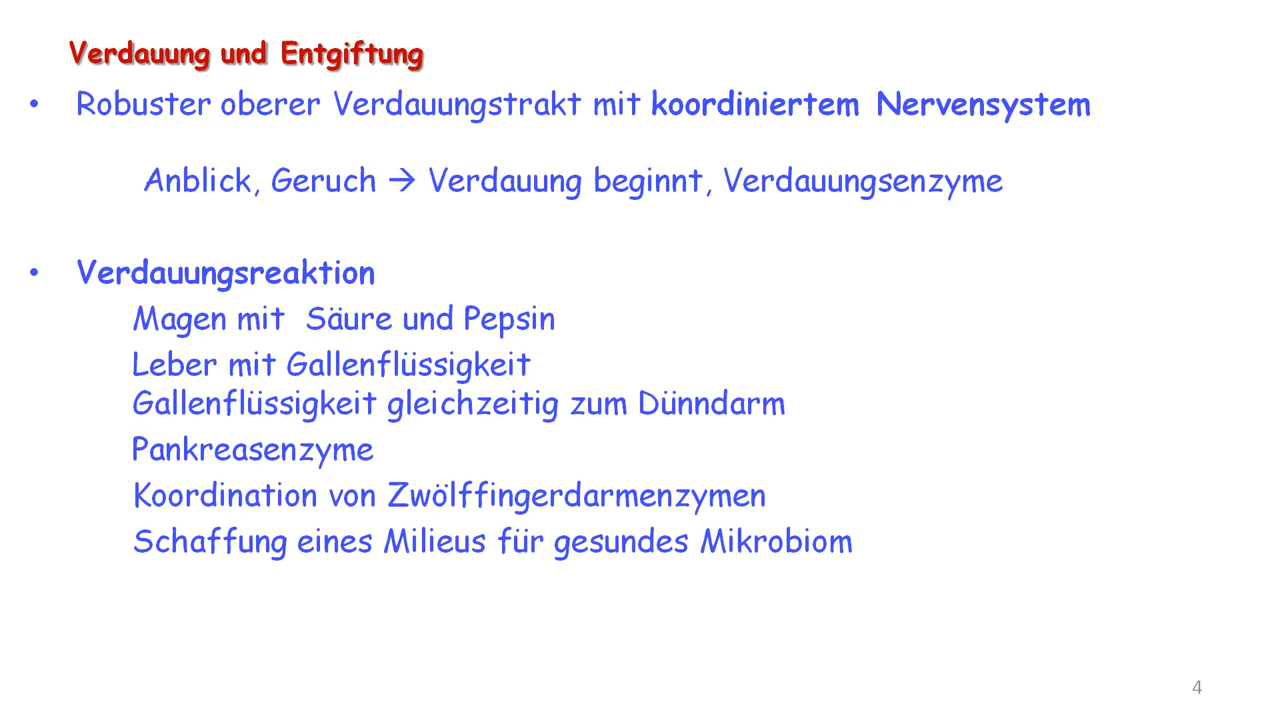 Verdauung und Entgiftung
• Robuster oberer Verdauungstrakt mit koordiniertem Nervensystem
Anblick, Geruch → Verdauung beginnt, Verdauungsenzyme
• Verdauungsreaktion
Magen mit Säure und Pepsin
Leber mit Gallenflüssigkeit
Gallenflüssigkeit gleichzeitig zum Dünndarm
Pankreasenzyme
Koordination von Zwölffingerdarmenzymen
Schaffung eines Milieus für gesundes Mikrobiom
4